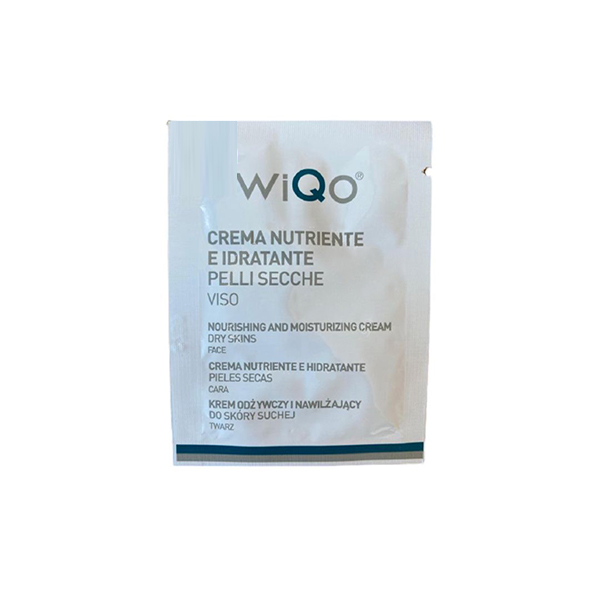 WiQo®
CREMA NUTRIENTE
E IDRATANTE
PELLI SECCHE
VISO
NOURISHING AND MOISTURIZING CREAM
DRY SKINS
FACE
CREMA NUTRIENTE E HIDRATANTE
PIELES SECAS
CARA
KREM ODŻYWCZY I NAWILŻAJĄCY
DO SKÓRY SUCHEJ
TWARZ